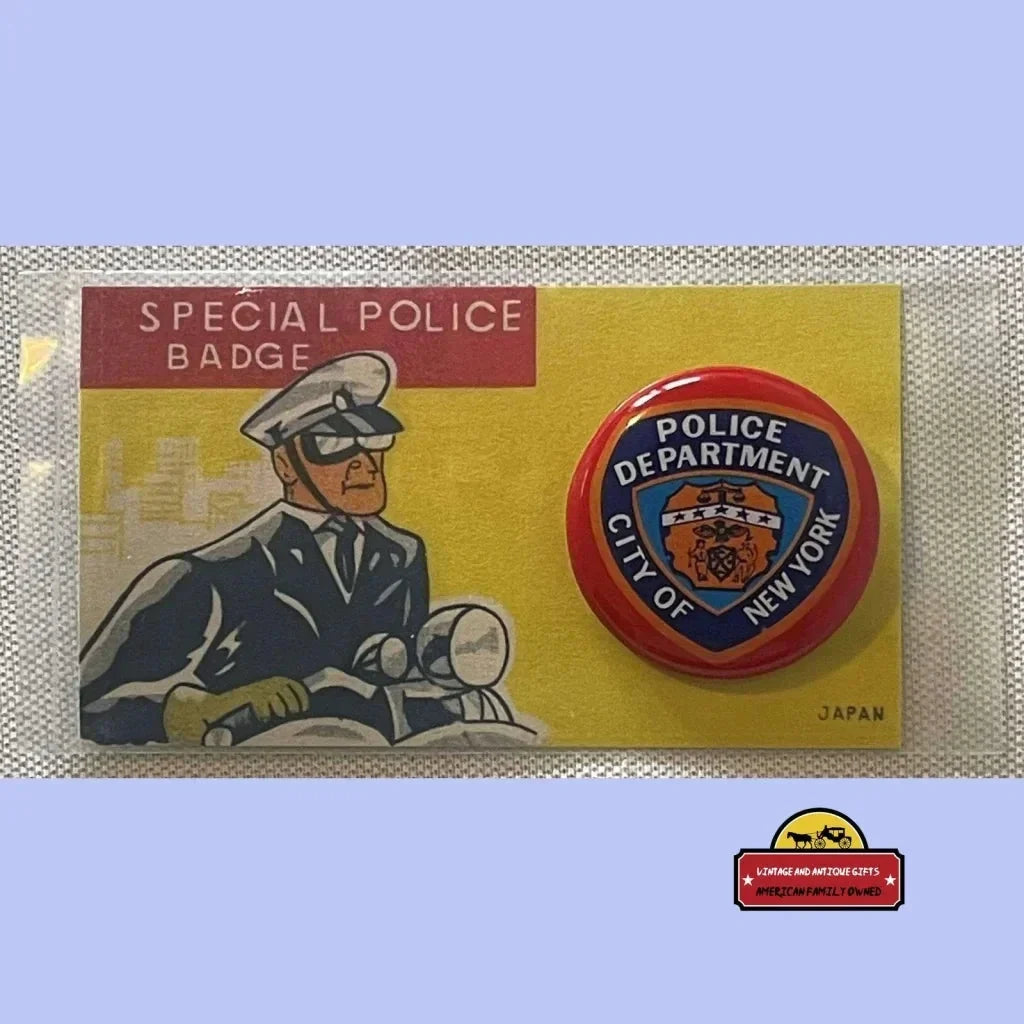 SPECIAL POLICE
BADGE
POLICE
DEPARTMENT
CITY OF
NEW YORK
JAPAN
VINTAGE AND ANTIQUE GIFTS
AMERICAN FAMILY OWNED